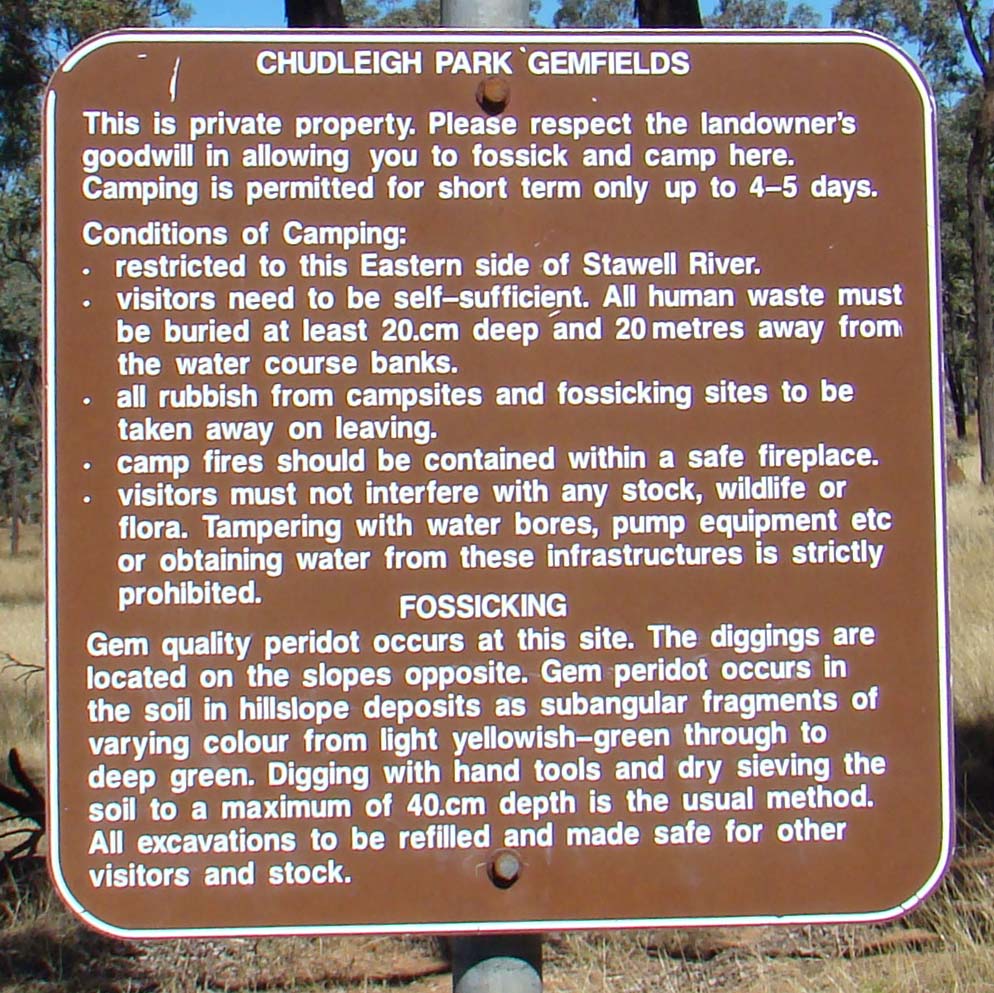 CHUDLEIGH PARK GEMFIELDS
This is private property. Please respect the landowner's
goodwill in allowing you to fossick and camp here.
Camping is permitted for short term only up to 4–5 days.
Conditions of Camping:
· restricted to this Eastern side of Stawell River.
· visitors need to be self–sufficient. All human waste must
be buried at least 20.cm deep and 20 metres away from
the water course banks.
· all rubbish from campsites and fossicking sites to be
taken away on leaving.
· camp fires should be contained within a safe fireplace.
· visitors must not interfere with any stock, wildlife or
flora. Tampering with water bores, pump equipment etc
or obtaining water from these infrastructures is strictly
prohibited.
FOSSICKING
Gem quality peridot occurs at this site. The diggings are
located on the slopes opposite. Gem peridot occurs in
the soil in hillslope deposits as subangular fragments of
varying colour from light yellowish–green through to
deep green. Digging with hand tools and dry sieving the
soil to a maximum of 40.cm depth is the usual method.
All excavations to be refilled and made safe for other
visitors and stock.